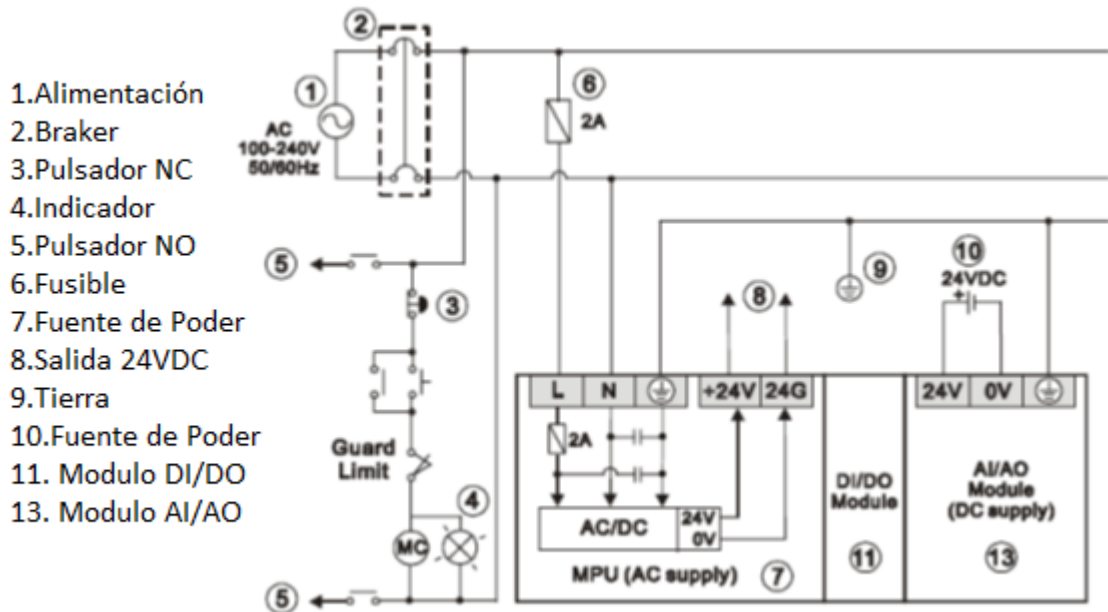 1.Alimentación
2.Braker
3.Pulsador NC
4.Indicador
5.Pulsador NO
6.Fusible
7.Fuente de Poder
8.Salida 24VDC
9.Tierra
10.Fuente de Poder
11. Modulo DI/DO
13. Modulo AI/AO
2
1
AC
100-240V
50/60Hz
6
2A
5
3
8
9
10
24VDC
+
L N +24V 24G
24V 0V
2A
Guard
Limit
4
MC
AC/DC
24V
0V
MPU (AC supply) 7
DI/DO
Module
11
AI/AO
Module
(DC supply)
13
5